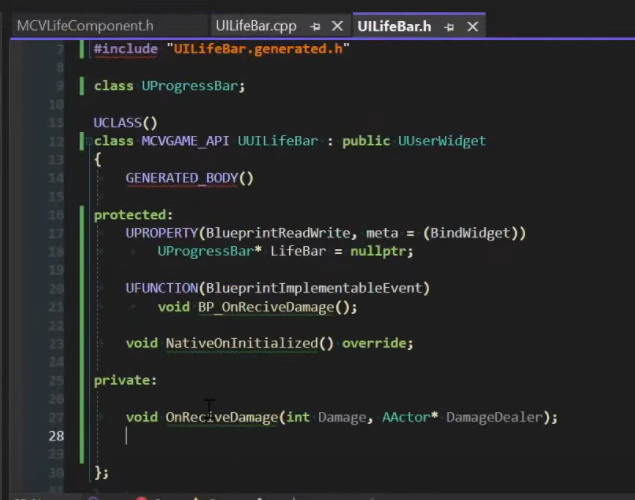 MCVLifeComponent.h UILifeBar.cpp UILifeBar.h
7 #include "UILifeBar.generated.h"
8
9 class UProgressBar;
10
11 UCLASS()
12 class MCVGAME_API UUILifeBar : public UUserWidget
13 {
14 GENERATED_BODY()
15
16 protected:
17 UPROPERTY(BlueprintReadWrite, meta = (BindWidget))
18 UProgressBar* LifeBar = nullptr;
19
20 UFUNCTION(BlueprintImplementableEvent)
21 void BP_OnReciveDamage();
22
23 void NativeOnInitialized() override;
24
25 private:
26
27 void OnReciveDamage(int Damage, AActor* DamageDealer);
28
29
30 };
31